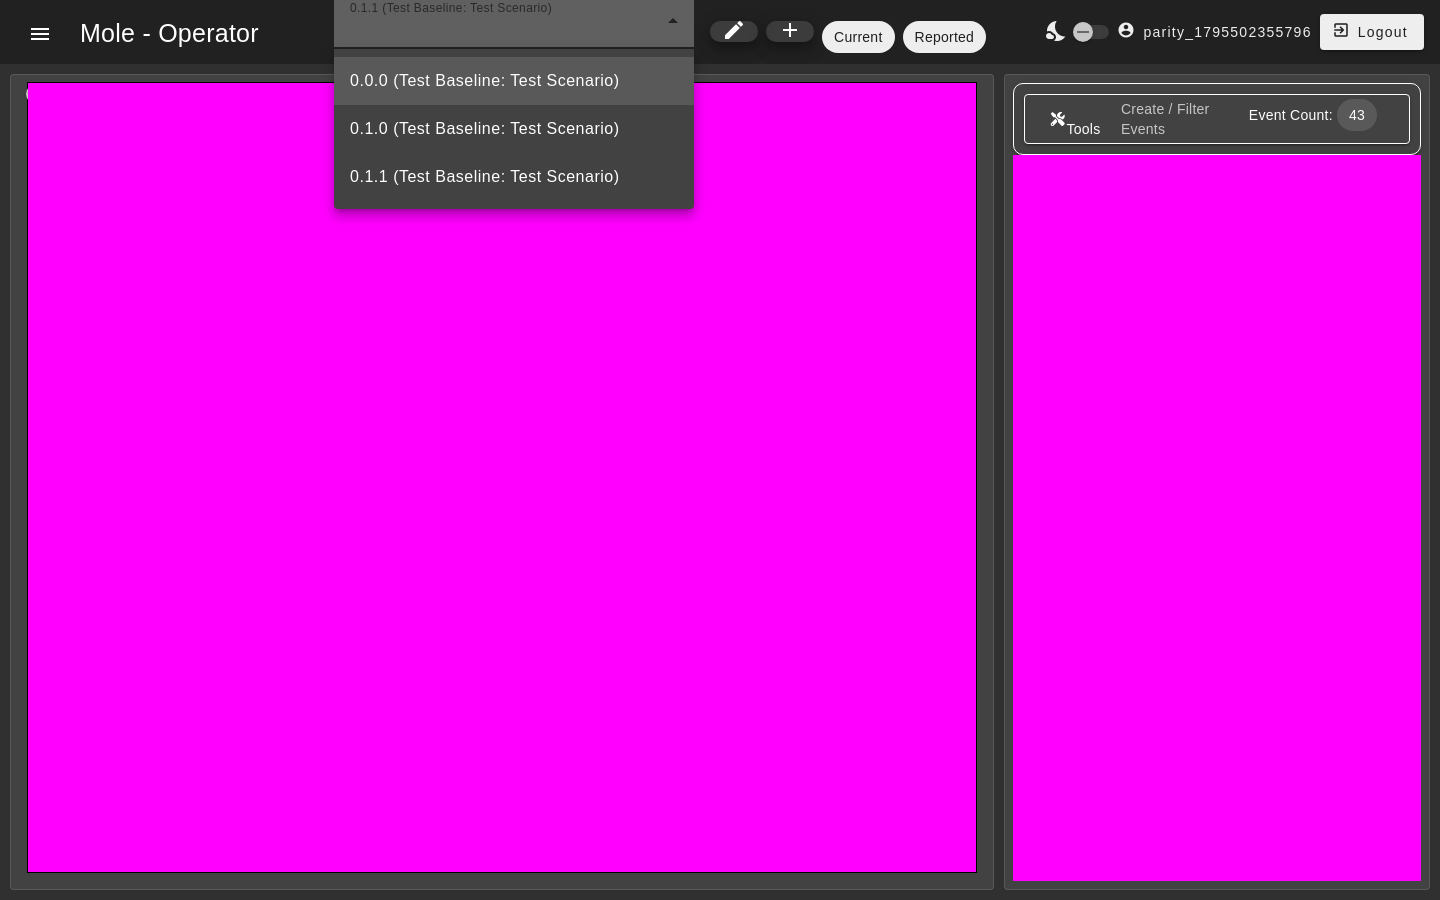 Mole - Operator
0.1.1 (Test Baseline: Test Scenario)
0.0.0 (Test Baseline: Test Scenario)
0.1.0 (Test Baseline: Test Scenario)
0.1.1 (Test Baseline: Test Scenario)
Current
Reported
parity_1795502355796
Logout
Tools
Create / Filter
Events
Event Count: 43